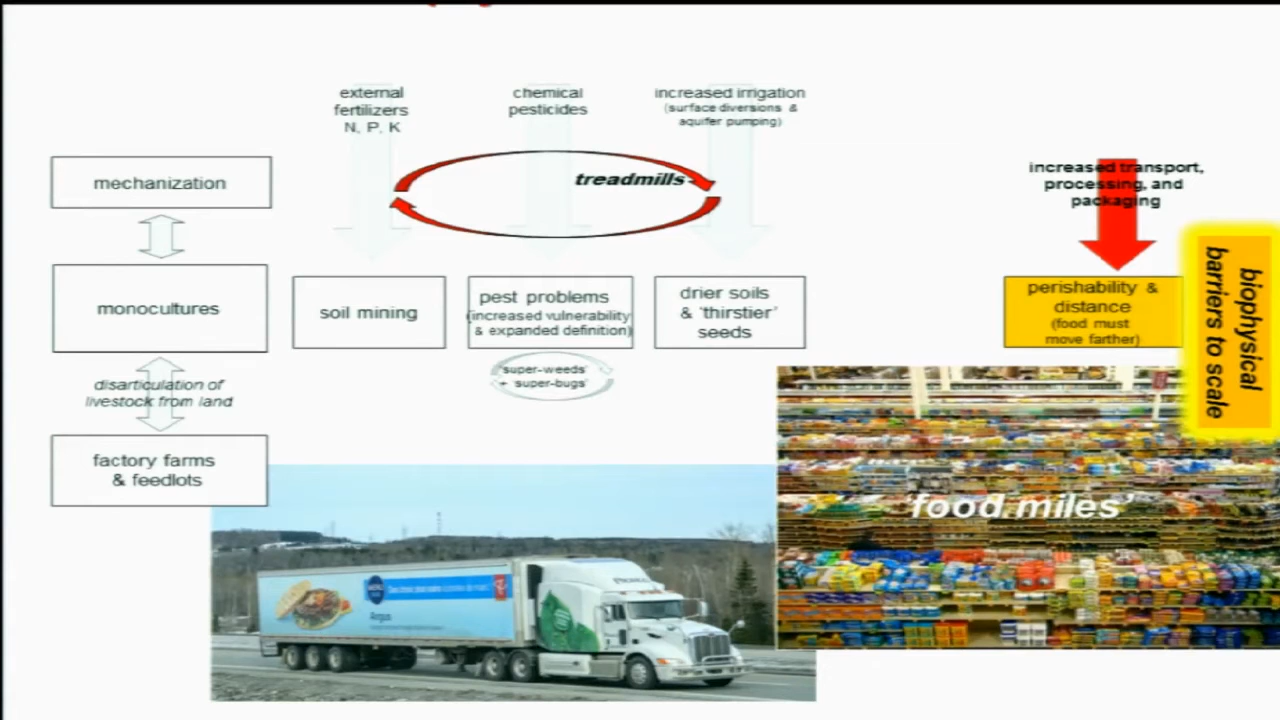 external
fertilizers
N, P, K
chemical
pesticides
increased irrigation
(surface diversions &
aquifer pumping)
mechanization
treadmills
increased transport,
processing, and
packaging
monocultures
soil mining
pest problems
(increased vulnerability
& expanded definition)
drier soils
& ‘thirstier’
seeds
perishability &
distance
(food must
move farther)
biophysical
barriers to scale
‘super-weeds’
+ ‘super-bugs’
disarticulation of
livestock from land
factory farms
& feedlots
‘food miles’
Angus